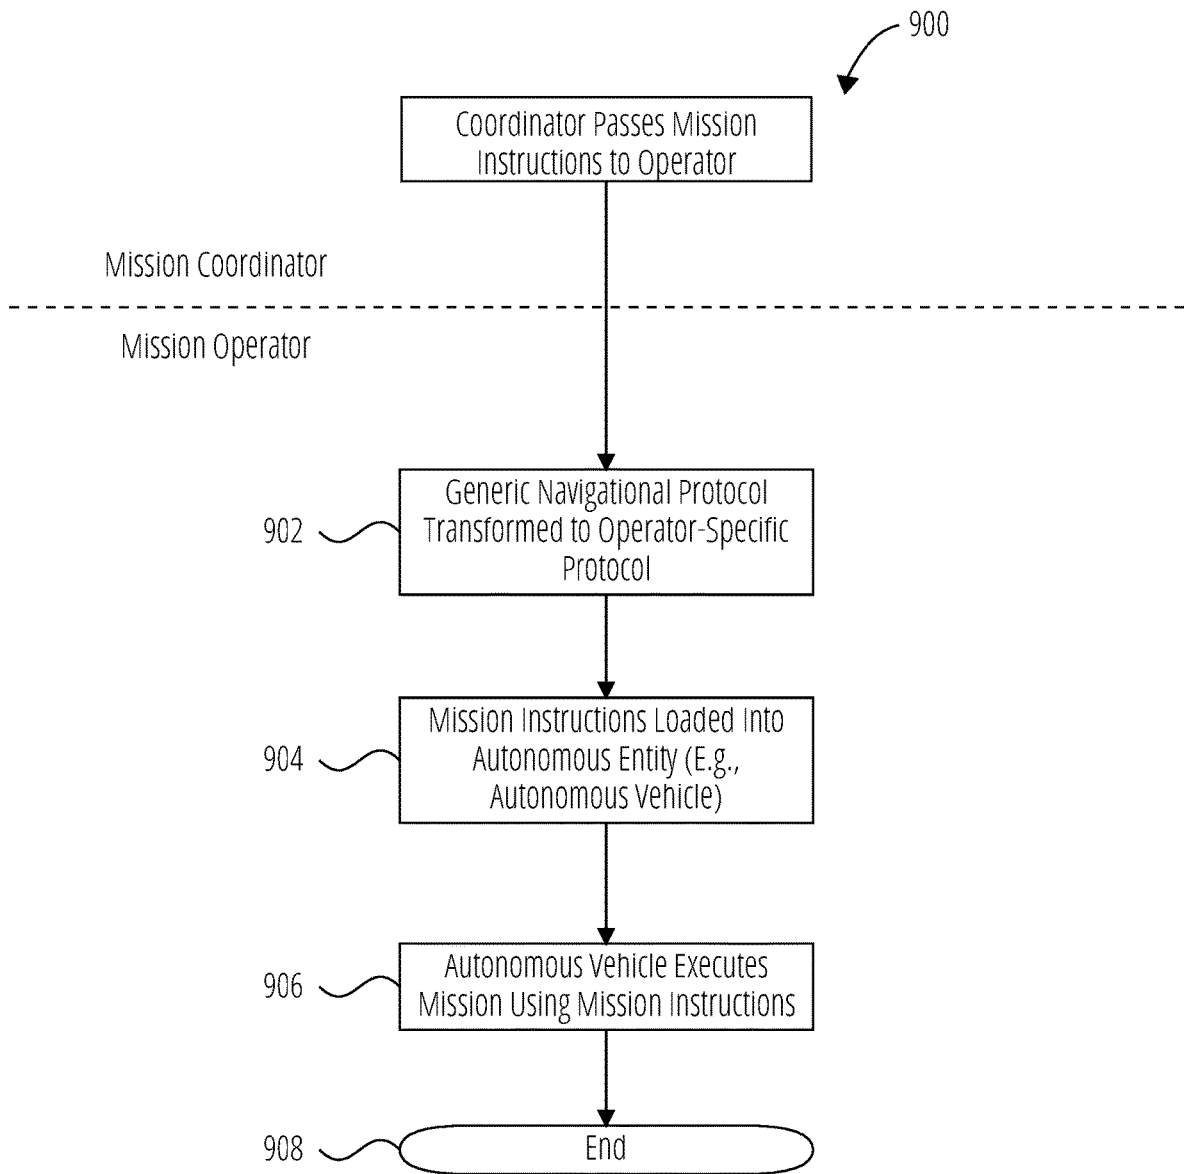 900
Coordinator Passes Mission
Instructions to Operator
Mission Coordinator
Mission Operator
902
Generic Navigational Protocol
Transformed to Operator-Specific
Protocol
904
Mission Instructions Loaded Into
Autonomous Entity (E.g.,
Autonomous Vehicle)
906
Autonomous Vehicle Executes
Mission Using Mission Instructions
908
End